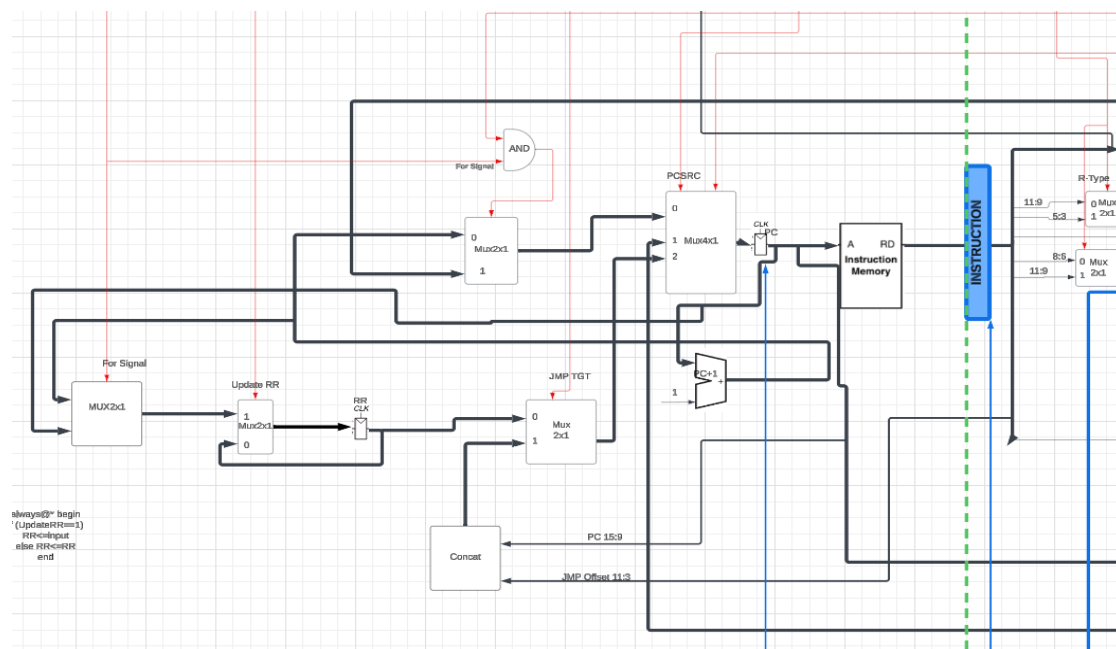 AND
For Signal
PCSRC
R-Type
11:9
0
Mux
2x1
1
5:3
0
Mux4x1
1
2
CLK
PC
A
RD
Instruction
Memory
INSTRUCTION
0
Mux2x1
1
8:6
0
Mux
2x1
1
11:9
For Signal
MUX2x1
Update RR
1
Mux2x1
0
RR
CLK
JMP TGT
0
Mux
2x1
1
PC+1
+
1
always@* begin
(UpdateRR==1)
RR<=Input
else RR<=RR
end
Concat
PC 15:9
JMP Offset 11:3